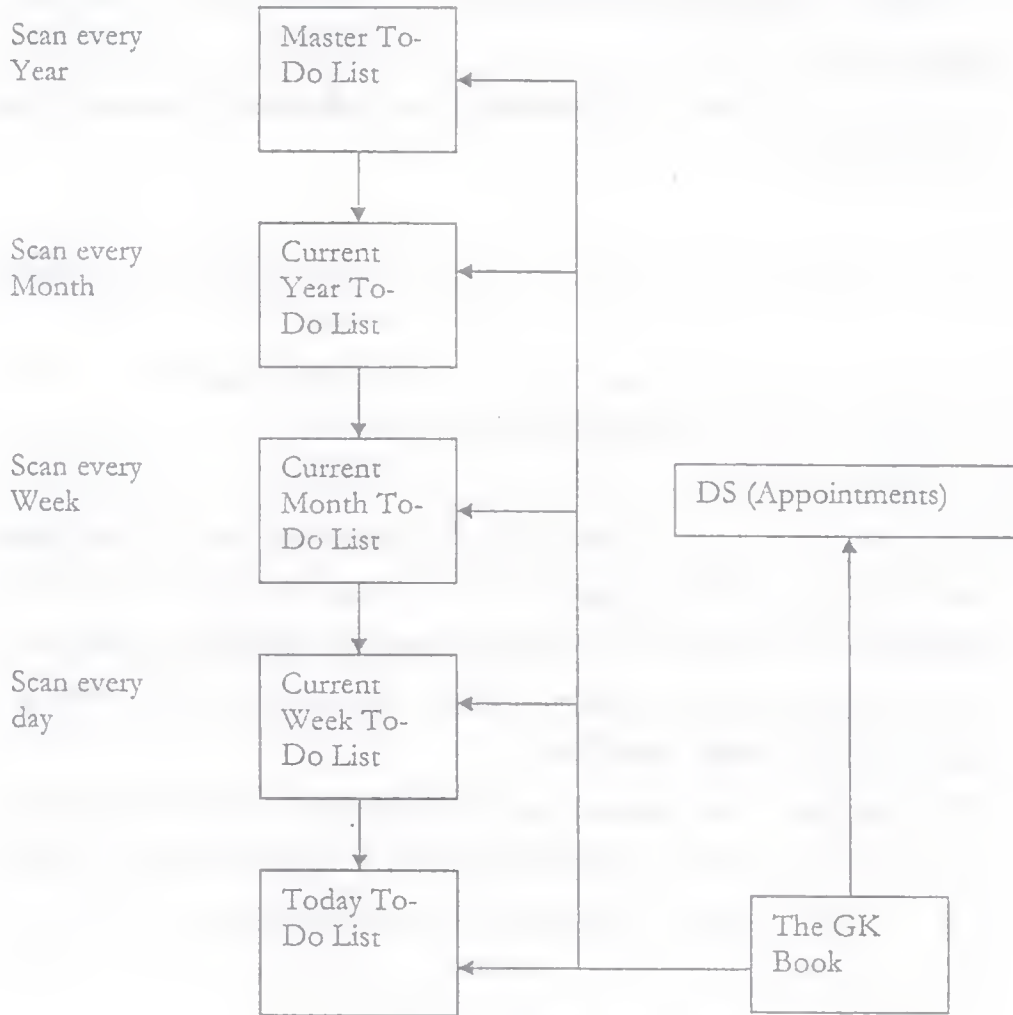 Scan every
Year
Master To-
Do List
Scan every
Month
Current
Year To-
Do List
Scan every
Week
Current
Month To-
Do List
DS (Appointments)
Scan every
day
Current
Week To-
Do List
Today To-
Do List
The GK
Book